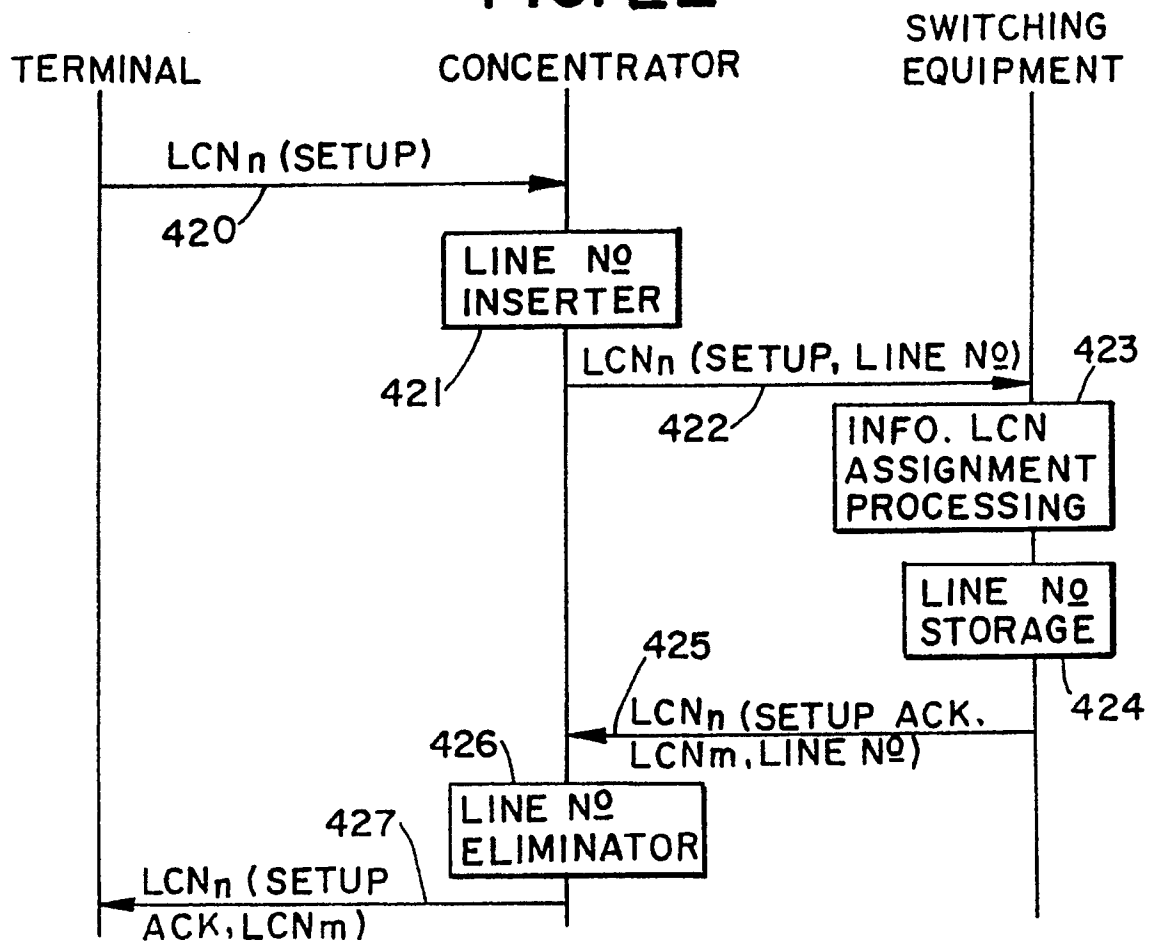 TERMINAL
CONCENTRATOR
SWITCHING
EQUIPMENT
LCNn (SETUP)
420
LINE Nº
INSERTER
421
LCNn (SETUP, LINE Nº)
422
423
INFO. LCN
ASSIGNMENT
PROCESSING
LINE Nº
STORAGE
424
425
LCNn (SETUP ACK.
LCNm, LINE Nº)
426
LINE Nº
ELIMINATOR
427
LCNn (SETUP
ACK, LCNm)